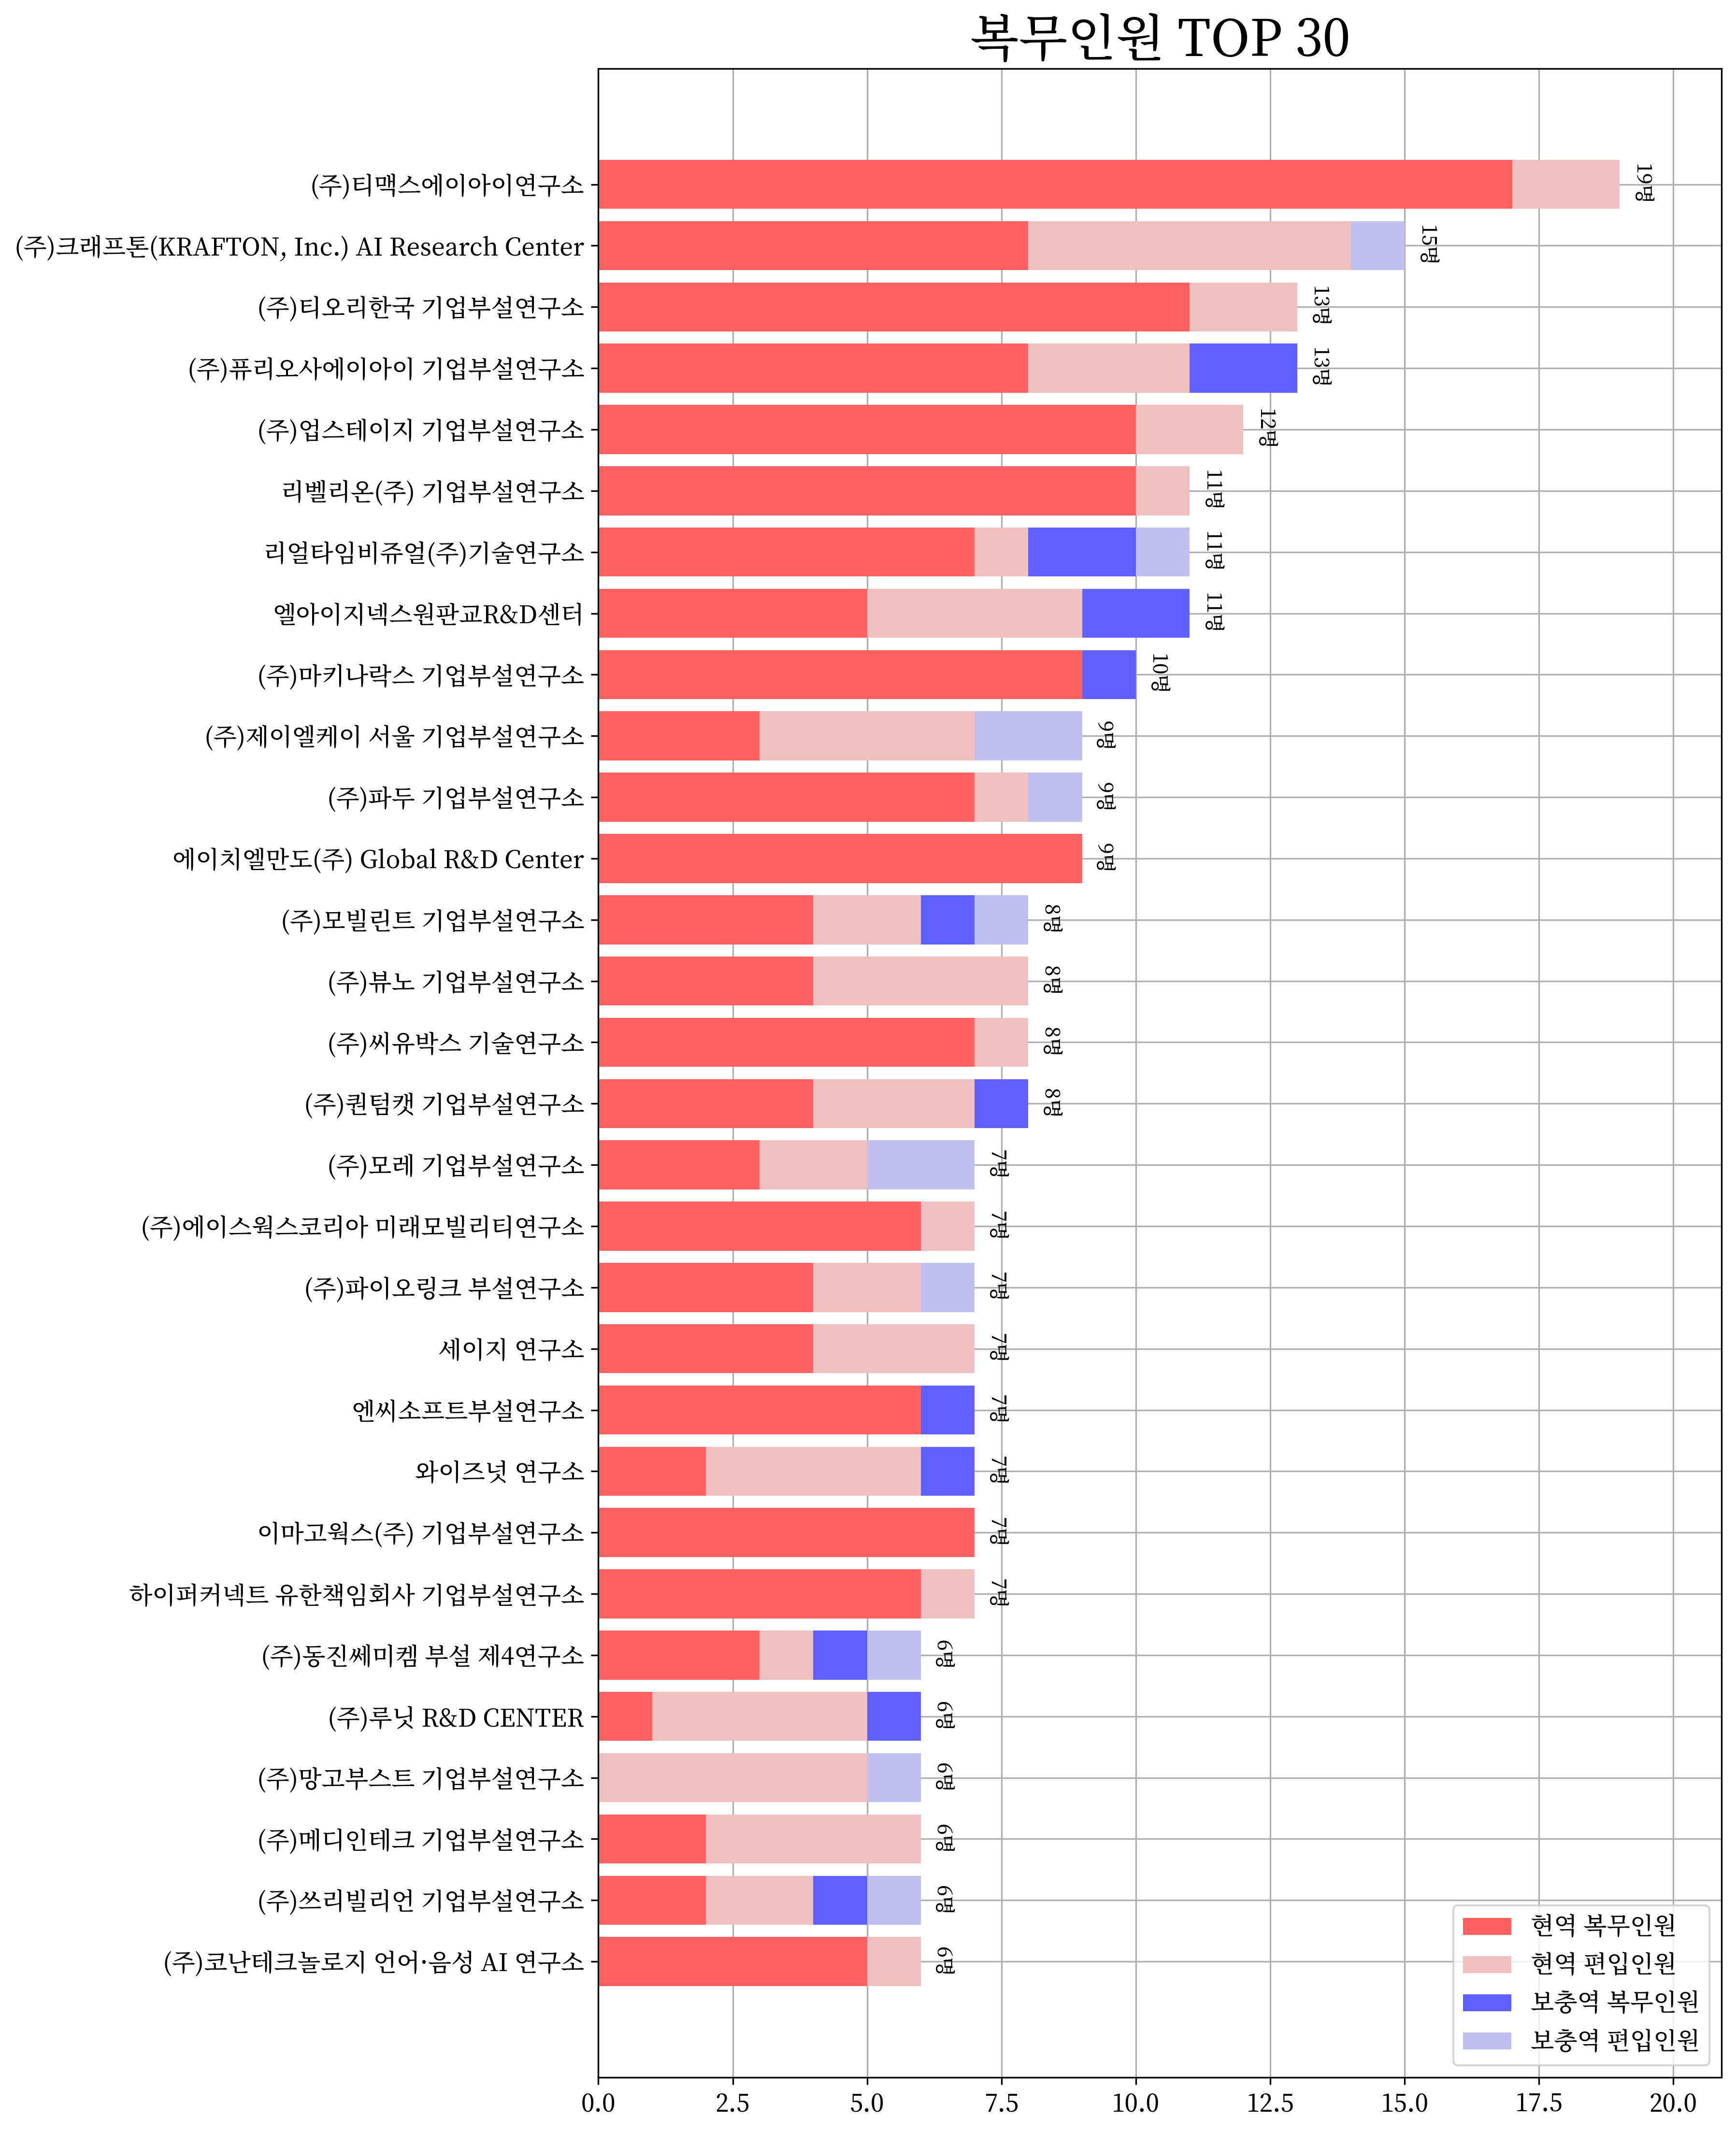 복무인원 TOP 30
(주)티맥스에이아이연구소
19명
(주)크래프톤(KRAFTON, Inc.) AI Research Center
15명
(주)티오리한국 기업부설연구소
13명
(주)퓨리오사에이아이 기업부설연구소
13명
(주)업스테이지 기업부설연구소
12명
리벨리온(주) 기업부설연구소
11명
리얼타임비쥬얼(주)기술연구소
11명
엘아이지넥스원판교R&D센터
11명
(주)마키나락스 기업부설연구소
10명
(주)제이엘케이 서울 기업부설연구소
9명
(주)파두 기업부설연구소
9명
에이치엘만도(주) Global R&D Center
9명
(주)모빌린트 기업부설연구소
8명
(주)뷰노 기업부설연구소
8명
(주)씨유박스 기술연구소
8명
(주)퀀텀캣 기업부설연구소
8명
(주)모레 기업부설연구소
7명
(주)에이스웍스코리아 미래모빌리티연구소
7명
(주)파이오링크 부설연구소
7명
세이지 연구소
7명
엔씨소프트부설연구소
7명
와이즈넛 연구소
7명
이마고웍스(주) 기업부설연구소
7명
하이퍼커넥트 유한책임회사 기업부설연구소
7명
(주)동진쎄미켐 부설 제4연구소
6명
(주)루닛 R&D CENTER
6명
(주)망고부스트 기업부설연구소
6명
(주)메디인테크 기업부설연구소
6명
(주)쓰리빌리언 기업부설연구소
6명
(주)코난테크놀로지 언어·음성 AI 연구소
6명
현역 복무인원
현역 편입인원
보충역 복무인원
보충역 편입인원
0.0 2.5 5.0 7.5 10.0 12.5 15.0 17.5 20.0